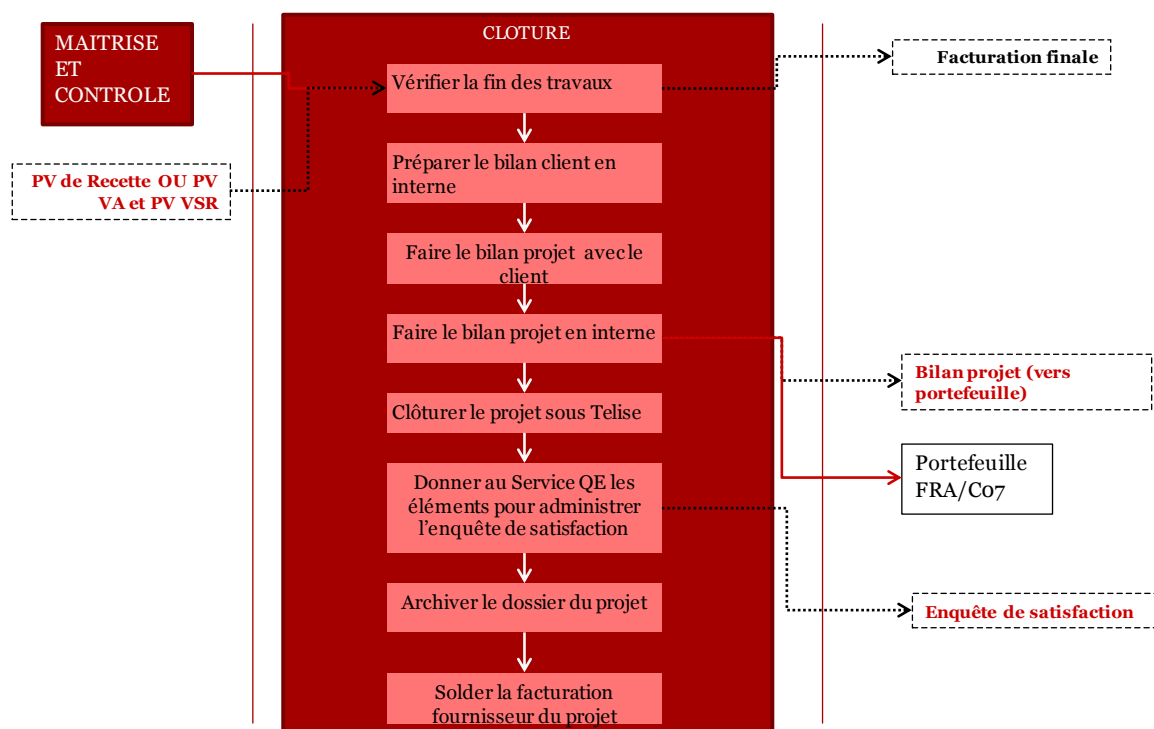 MAITRISE
ET
CONTROLE
PV de Recette OU PV
VA et PV VSR
CLOTURE
Vérifier la fin des travaux
Préparer le bilan client en
interne
Faire le bilan projet avec le
client
Faire le bilan projet en interne
Clôturer le projet sous Telise
Donner au Service QE les
éléments pour administrer
l’enquête de satisfaction
Archiver le dossier du projet
Solder la facturation
fournisseur du projet
Facturation finale
Bilan projet (vers
portefeuille)
Portefeuille
FRA/C07
Enquête de satisfaction